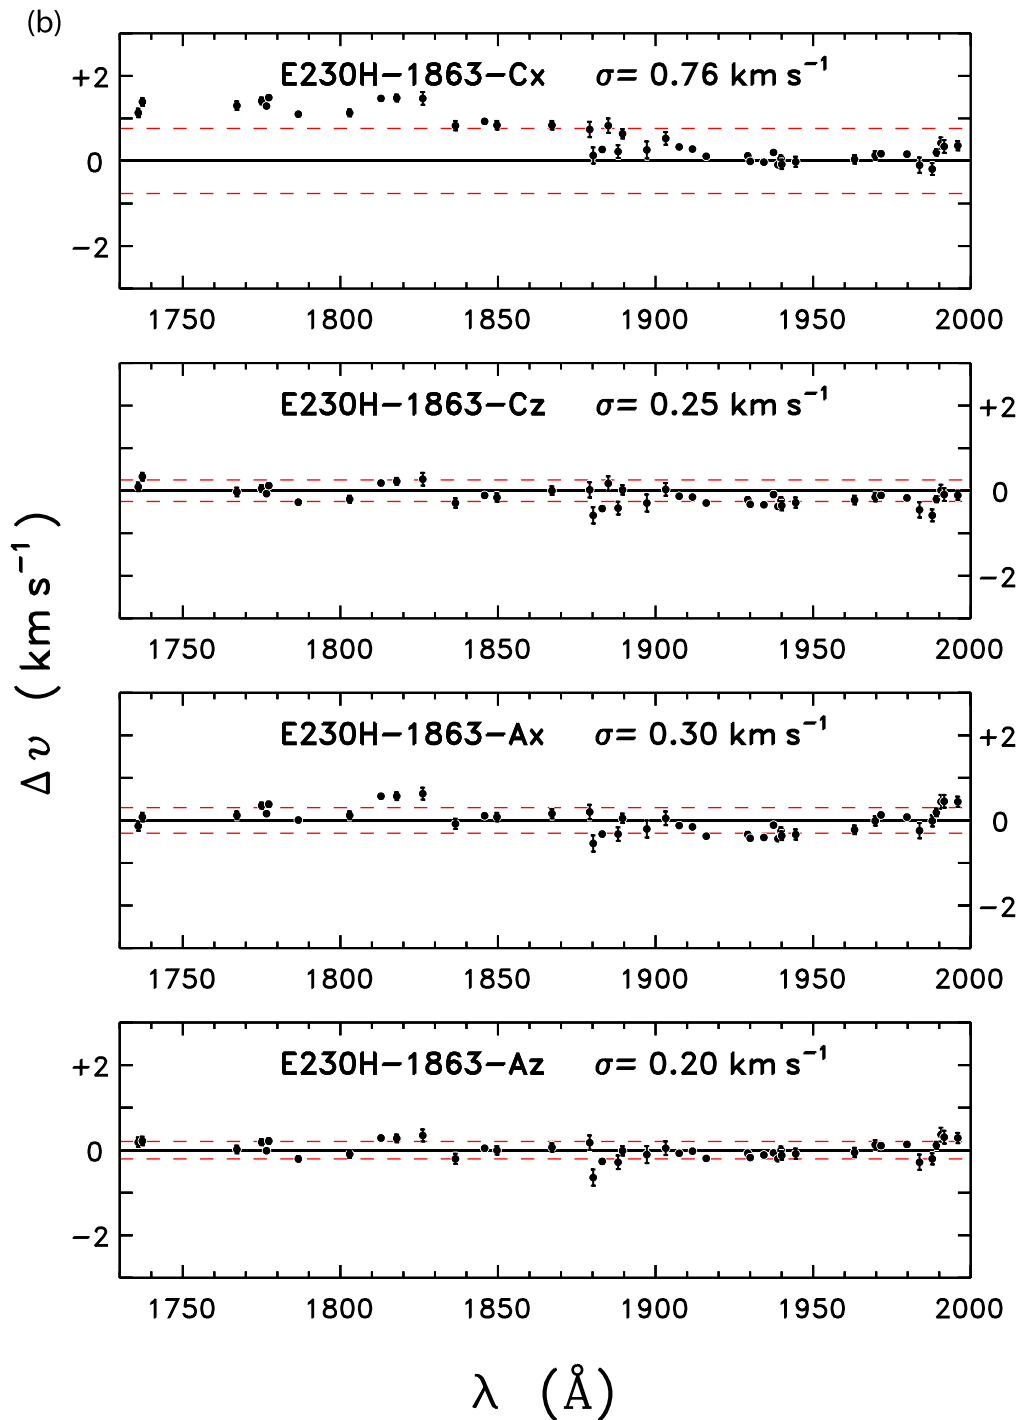 (b)
E230H-1863-Cx σ= 0.76 km s⁻¹
+2
0
-2
1750 1800 1850 1900 1950 2000
E230H-1863-Cz σ= 0.25 km s⁻¹
+2
0
-2
1750 1800 1850 1900 1950 2000
Δv (km s⁻¹)
E230H-1863-Ax σ= 0.30 km s⁻¹
+2
0
-2
1750 1800 1850 1900 1950 2000
E230H-1863-Az σ= 0.20 km s⁻¹
+2
0
-2
1750 1800 1850 1900 1950 2000
λ (Å)